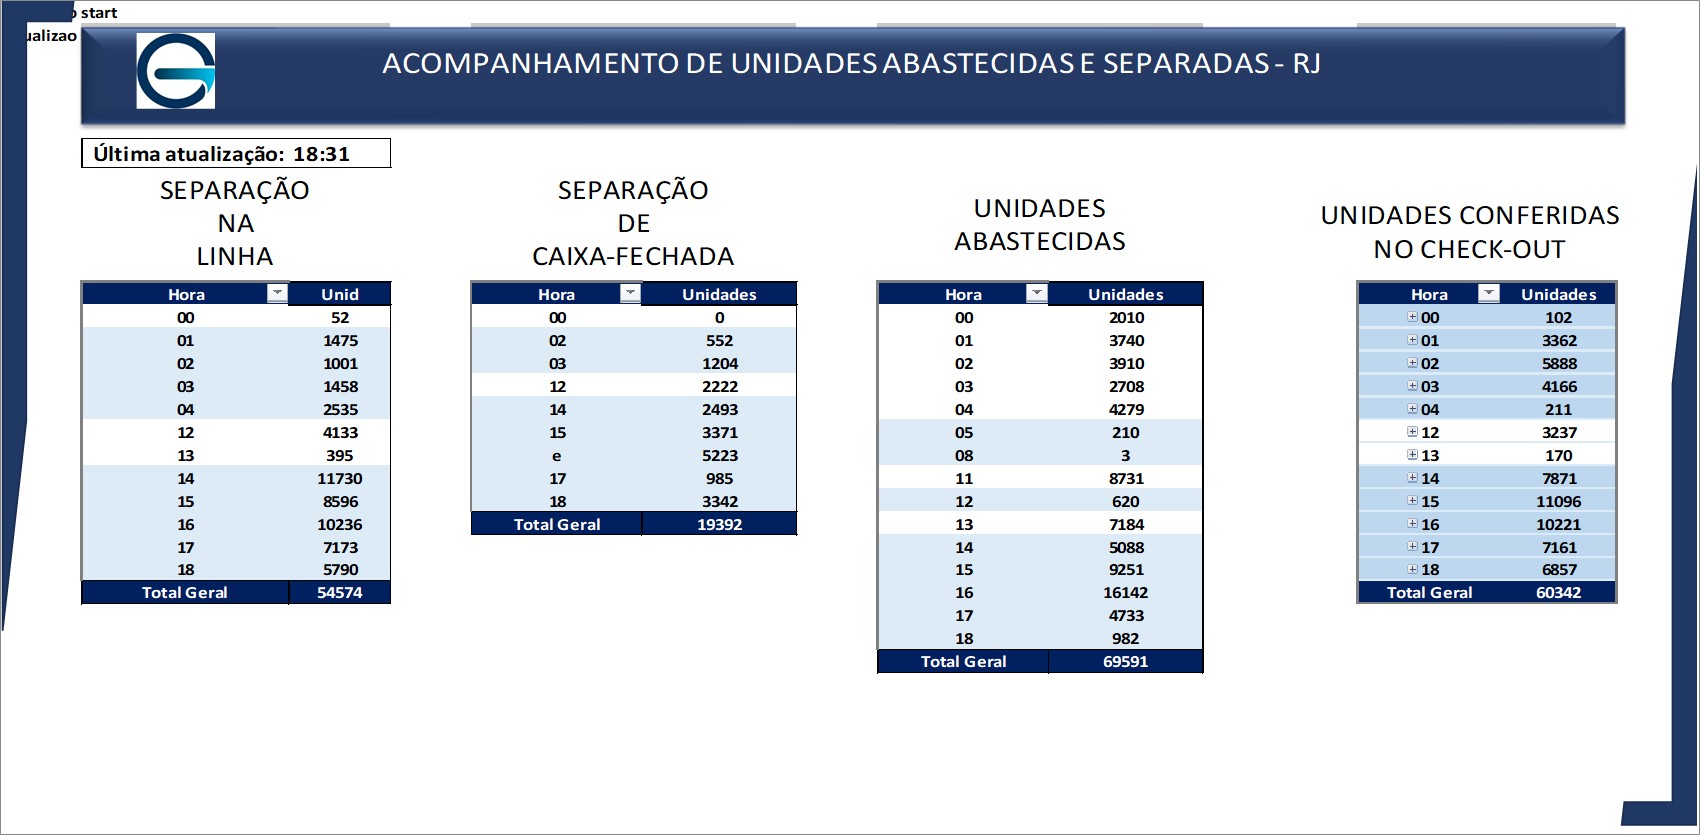 start
ualizao
ACOMPANHAMENTO DE UNIDADES ABASTECIDAS E SEPARADAS - RJ
Última atualização: 18:31
SEPARAÇÃO
NA
LINHA
Hora Unid
00 52
01 1475
02 1001
03 1458
04 2535
12 4133
13 395
14 11730
15 8596
16 10236
17 7173
18 5790
Total Geral 54574
SEPARAÇÃO
DE
CAIXA-FECHADA
Hora Unidades
00 0
02 552
03 1204
12 2222
14 2493
15 3371
e 5223
17 985
18 3342
Total Geral 19392
UNIDADES
ABASTECIDAS
Hora Unidades
00 2010
01 3740
02 3910
03 2708
04 4279
05 210
08 3
11 8731
12 620
13 7184
14 5088
15 9251
16 16142
17 4733
18 982
Total Geral 69591
UNIDADES CONFERIDAS
NO CHECK-OUT
Hora Unidades
00 102
01 3362
02 5888
03 4166
04 211
12 3237
13 170
14 7871
15 11096
16 10221
17 7161
18 6857
Total Geral 60342